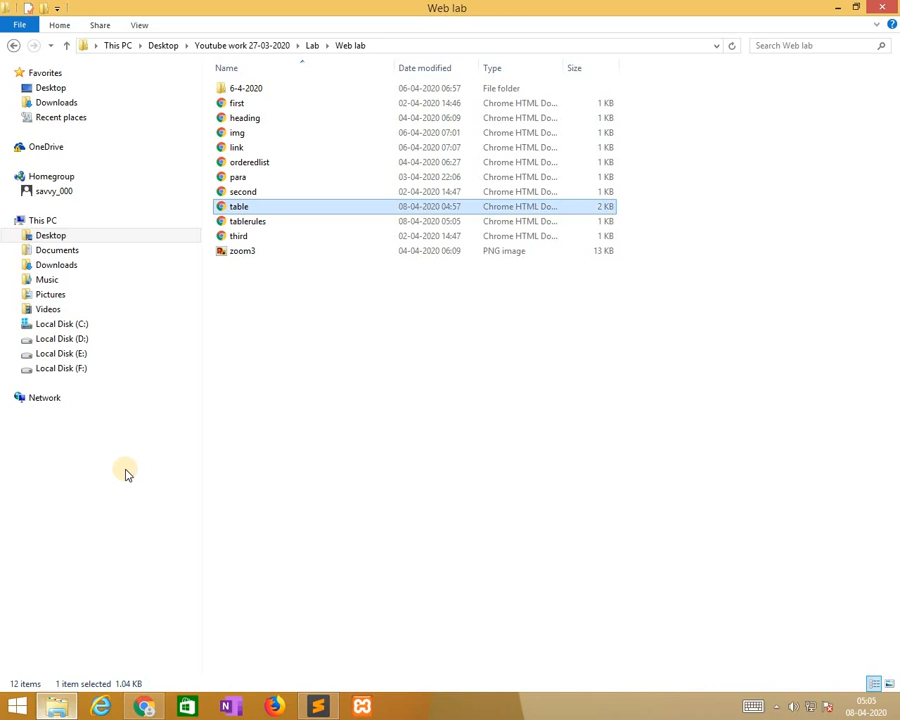 Web lab
File Home Share View
This PC Desktop Youtube work 27-03-2020 Lab Web lab Search Web lab
Name Date modified Type Size
Favorites
Desktop
Downloads
Recent places
OneDrive
Homegroup
savvy_000
This PC
Desktop
Documents
Downloads
Music
Pictures
Videos
Local Disk (C:)
Local Disk (D:)
Local Disk (E:)
Local Disk (F:)
Network
6-4-2020 06-04-2020 06:57 File folder
first 02-04-2020 14:46 Chrome HTML Do... 1 KB
heading 04-04-2020 06:09 Chrome HTML Do... 1 KB
img 06-04-2020 07:01 Chrome HTML Do... 1 KB
link 06-04-2020 07:07 Chrome HTML Do... 1 KB
orderedlist 04-04-2020 06:27 Chrome HTML Do... 1 KB
para 03-04-2020 22:06 Chrome HTML Do... 1 KB
second 02-04-2020 14:47 Chrome HTML Do... 1 KB
table 08-04-2020 04:57 Chrome HTML Do... 2 KB
tablerules 08-04-2020 05:05 Chrome HTML Do... 1 KB
third 02-04-2020 14:47 Chrome HTML Do... 1 KB
zoom3 04-04-2020 06:09 PNG image 13 KB
12 items 1 item selected 1.04 KB
05:05
08-04-2020